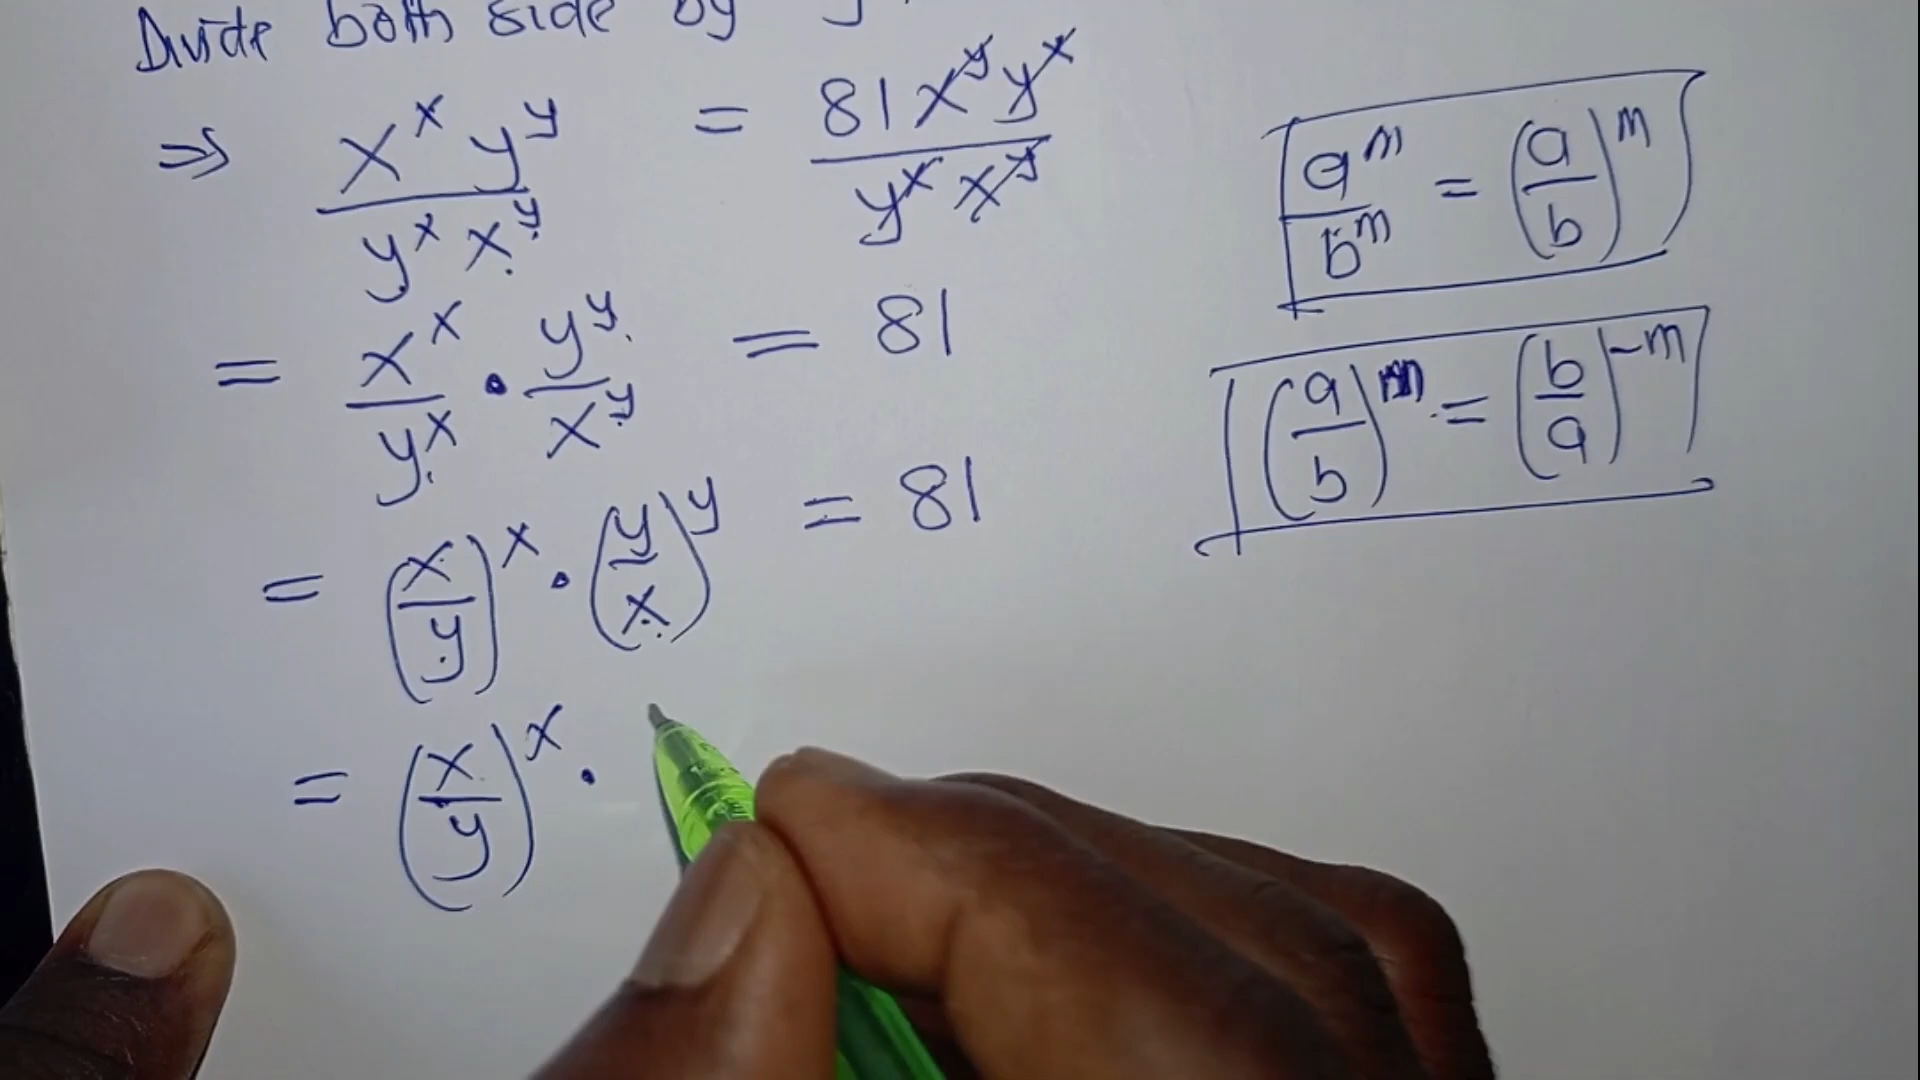 Divide both side by y
⇒ x^x y^y / y^x x^y = 81 x^y y^x / y^x x^y
= x^x / y^x · y^y / x^y = 81
= (x/y)^x · (y/x)^y = 81
= (x/y)^x ·
a^m / b^m = (a/b)^m
(a/b)^m = (b/a)^-m